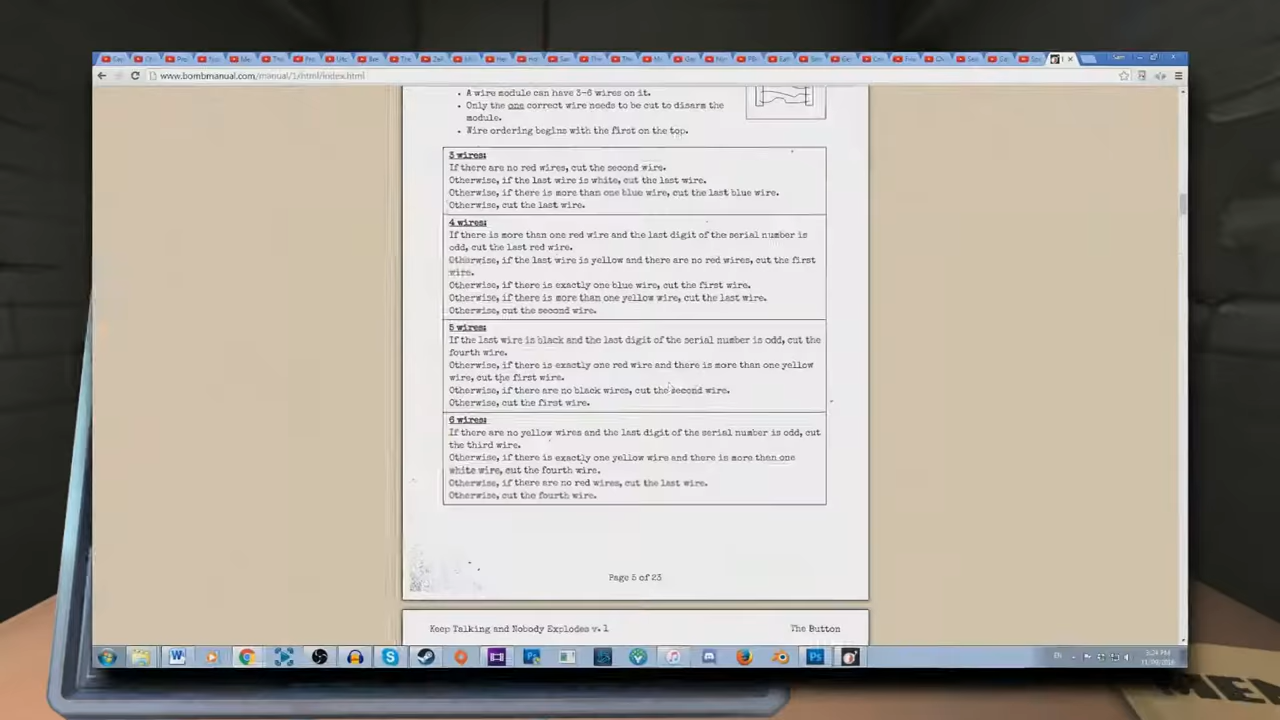 www.bombmanual.com/manual/1/html/index.html
• A wire module can have 3-6 wires on it.
• Only the one correct wire needs to be cut to disarm the
module.
• Wire ordering begins with the first on the top.
3 wires:
If there are no red wires, cut the second wire.
Otherwise, if the last wire is white, cut the last wire.
Otherwise, if there is more than one blue wire, cut the last blue wire.
Otherwise, cut the last wire.
4 wires:
If there is more than one red wire and the last digit of the serial number is
odd, cut the last red wire.
Otherwise, if the last wire is yellow and there are no red wires, cut the first
wire.
Otherwise, if there is exactly one blue wire, cut the first wire.
Otherwise, if there is more than one yellow wire, cut the last wire.
Otherwise, cut the second wire.
5 wires:
If the last wire is black and the last digit of the serial number is odd, cut the
fourth wire.
Otherwise, if there is exactly one red wire and there is more than one yellow
wire, cut the first wire.
Otherwise, if there are no black wires, cut the second wire.
Otherwise, cut the first wire.
6 wires:
If there are no yellow wires and the last digit of the serial number is odd, cut
the third wire.
Otherwise, if there is exactly one yellow wire and there is more than one
white wire, cut the fourth wire.
Otherwise, if there are no red wires, cut the last wire.
Otherwise, cut the fourth wire.
Page 5 of 23
Keep Talking and Nobody Explodes v. 1
The Button
EN